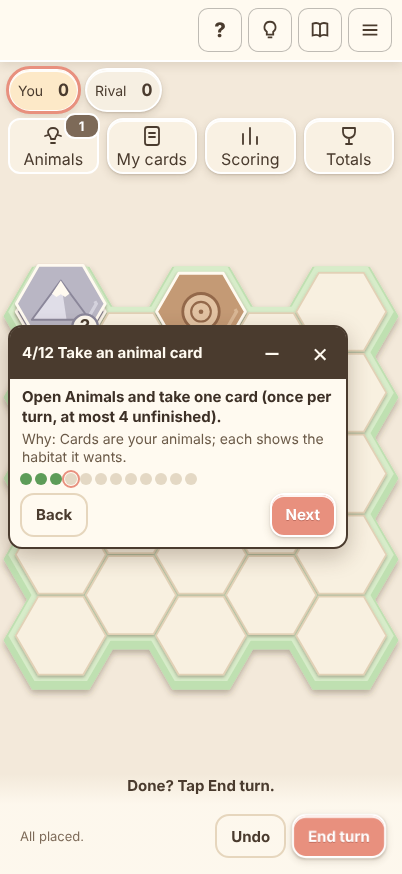 ?
You 0
Rival 0
1
Animals
My cards
Scoring
Totals
4/12 Take an animal card
Open Animals and take one card (once per
turn, at most 4 unfinished).
Why: Cards are your animals; each shows the
habitat it wants.
Back
Next
Done? Tap End turn.
All placed.
Undo
End turn